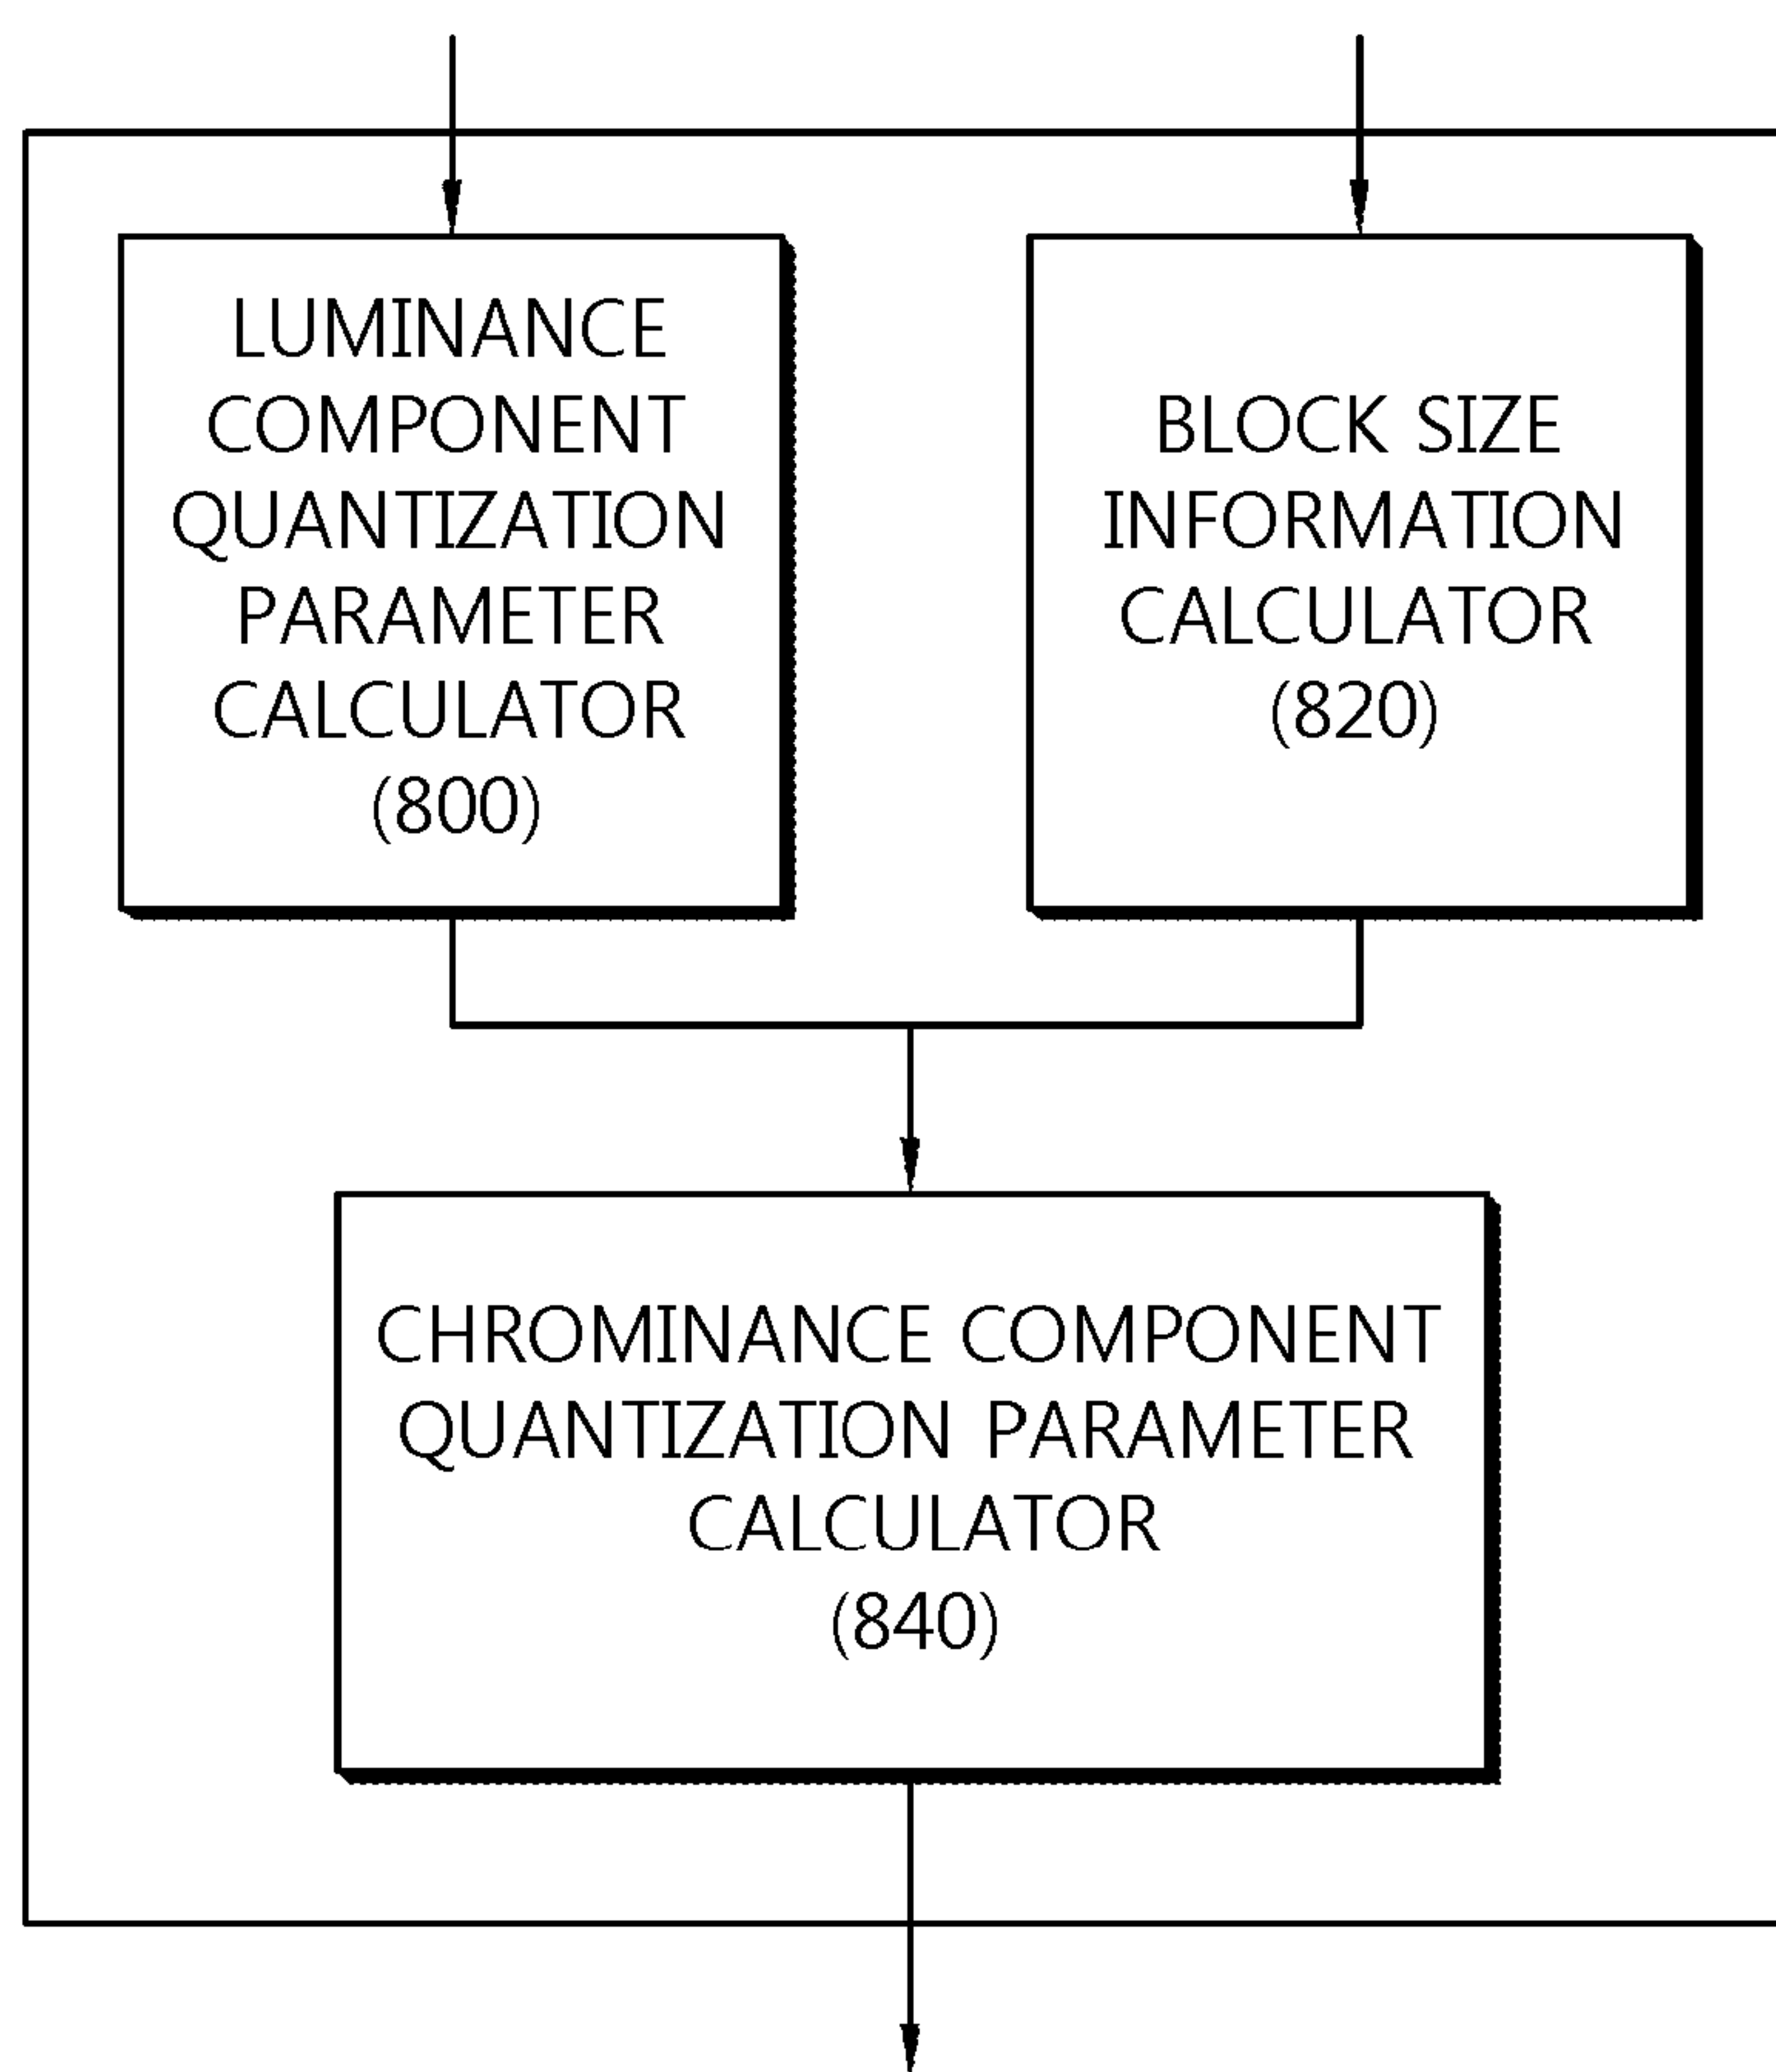 LUMINANCE
COMPONENT
QUANTIZATION
PARAMETER
CALCULATOR
(800)
BLOCK SIZE
INFORMATION
CALCULATOR
(820)
CHROMINANCE COMPONENT
QUANTIZATION PARAMETER
CALCULATOR
(840)